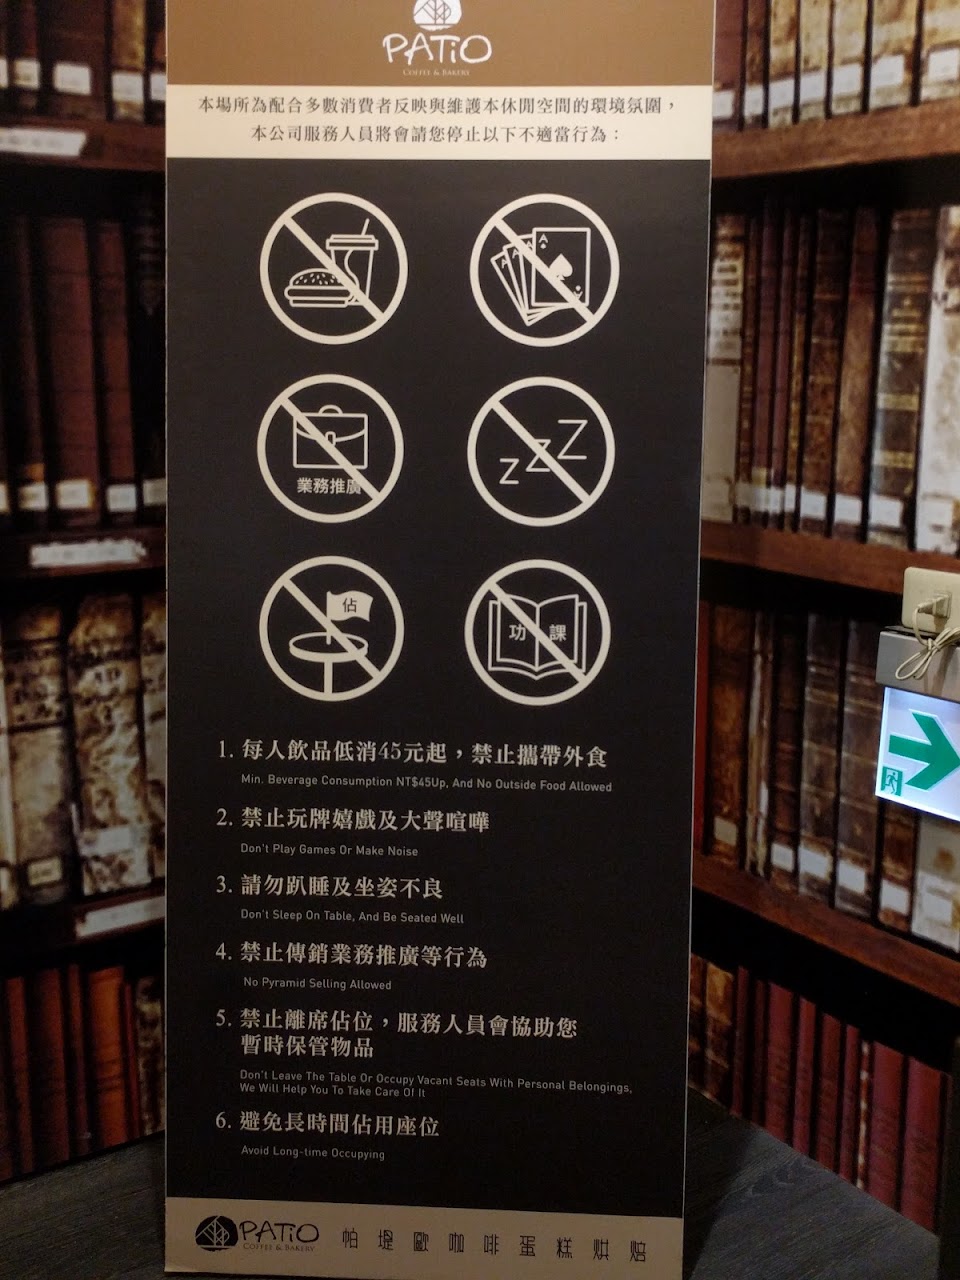 PATiO
COFFEE & BAKERY
本場所為配合多數消費者反映與維護本休閒空間的環境氛圍，
本公司服務人員將會請您停止以下不適當行為：
A A A A
業務推廣
Z Z Z
佔
功 課
1. 每人飲品低消45元起，禁止攜帶外食
Min. Beverage Consumption NT$45Up, And No Outside Food Allowed
2. 禁止玩牌嬉戲及大聲喧嘩
Don't Play Games Or Make Noise
3. 請勿趴睡及坐姿不良
Don't Sleep On Table, And Be Seated Well
4. 禁止傳銷業務推廣等行為
No Pyramid Selling Allowed
5. 禁止離席佔位，服務人員會協助您
暫時保管物品
Don't Leave The Table Or Occupy Vacant Seats With Personal Belongings,
We Will Help You To Take Care Of It
6. 避免長時間佔用座位
Avoid Long-time Occupying
PATiO 帕堤歐咖啡蛋糕烘焙
COFFEE & BAKERY